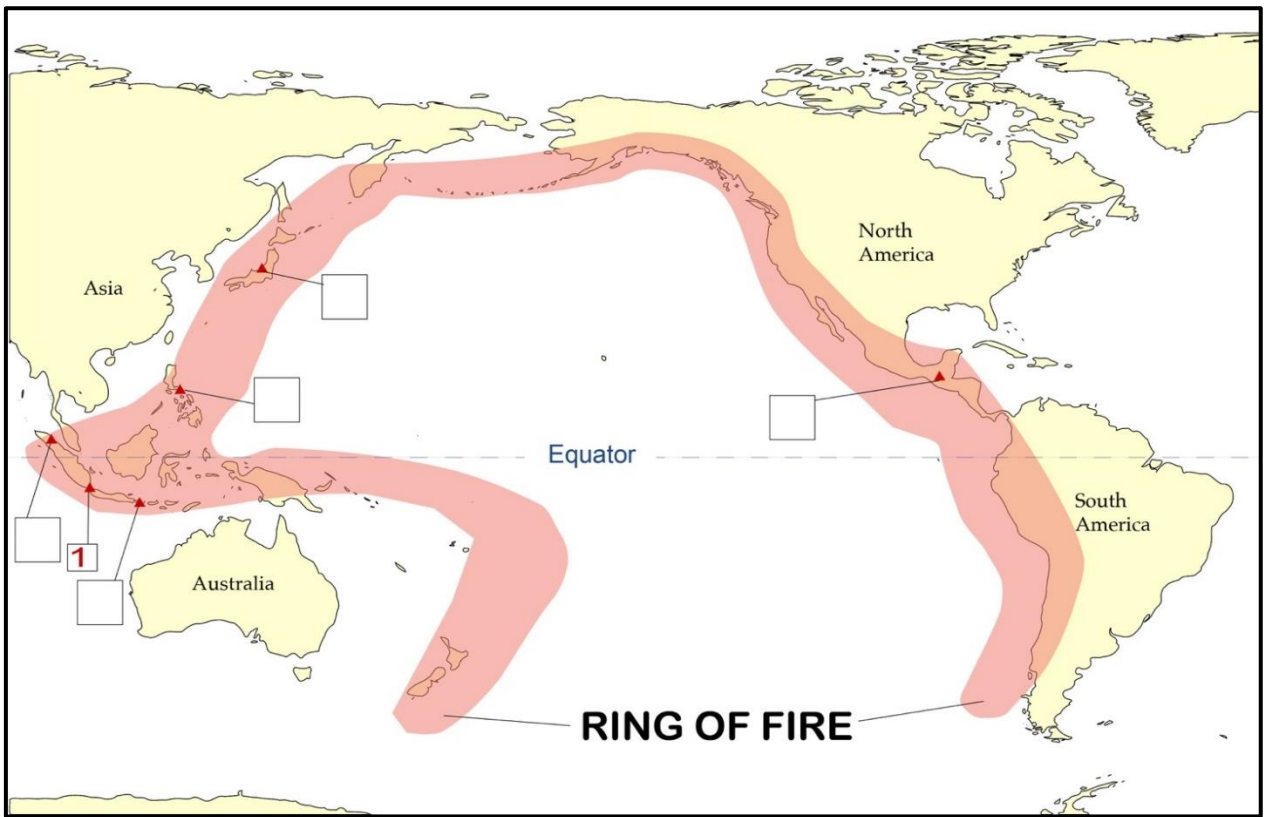 North
America
Asia
Equator
South
America
1
Australia
RING OF FIRE